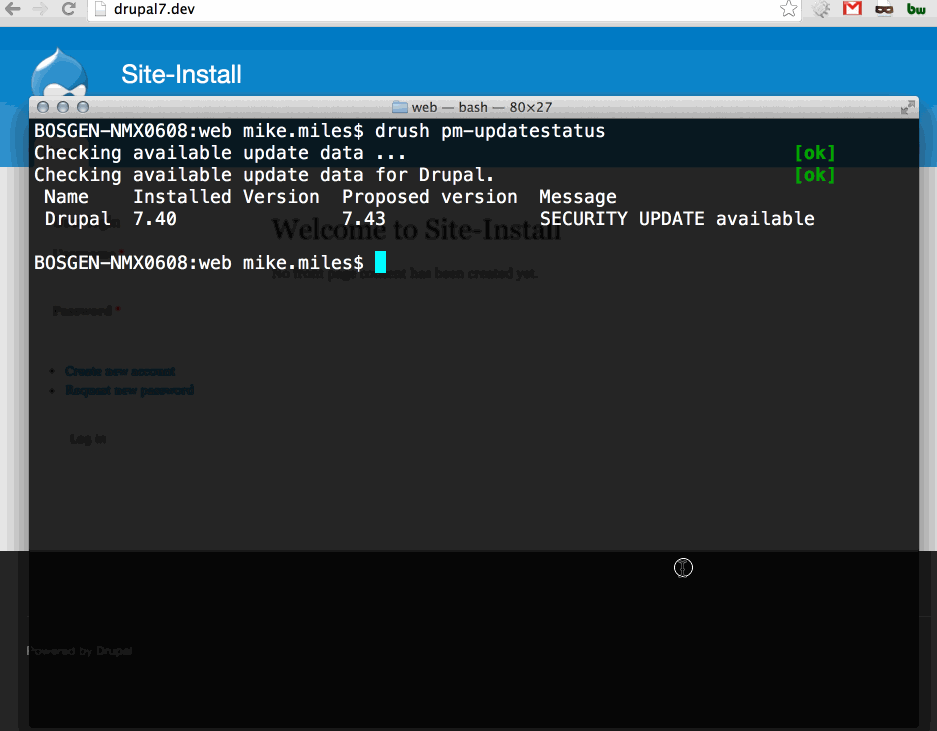 drupal7.dev
bw
Site-Install
web — bash — 80×27
BOSGEN-NMX0608:web mike.miles$ drush pm-updatestatus
Checking available update data ... [ok]
Checking available update data for Drupal. [ok]
Name Installed Version Proposed version Message
Drupal 7.40 7.43 SECURITY UPDATE available
Welcome to Site-Install
BOSGEN-NMX0608:web mike.miles$
has been created yet.
Password *
Create new account
Request new password
Log in
Powered by Drupal